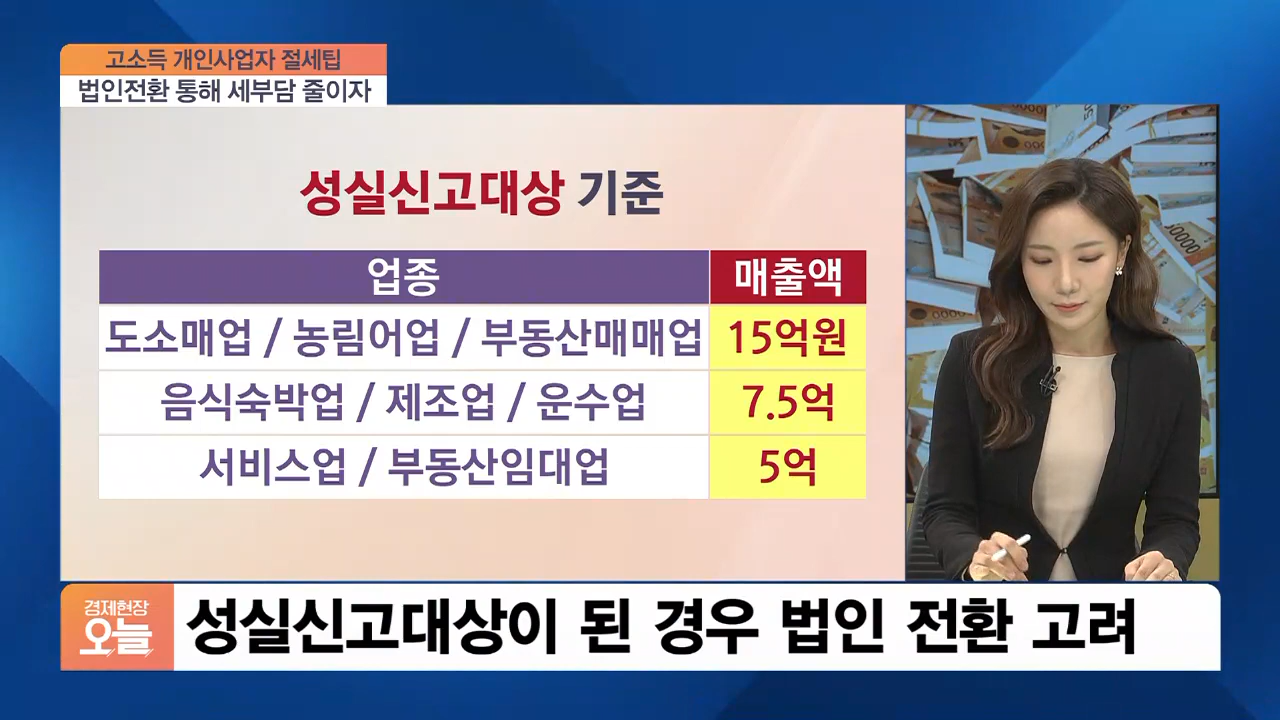 고소득 개인사업자 절세팁
법인전환 통해 세부담 줄이자
성실신고대상 기준
업종 매출액
도소매업 / 농림어업 / 부동산매매업 15억원
음식숙박업 / 제조업 / 운수업 7.5억
서비스업 / 부동산임대업 5억
경제현장
오늘
성실신고대상이 된 경우 법인 전환 고려